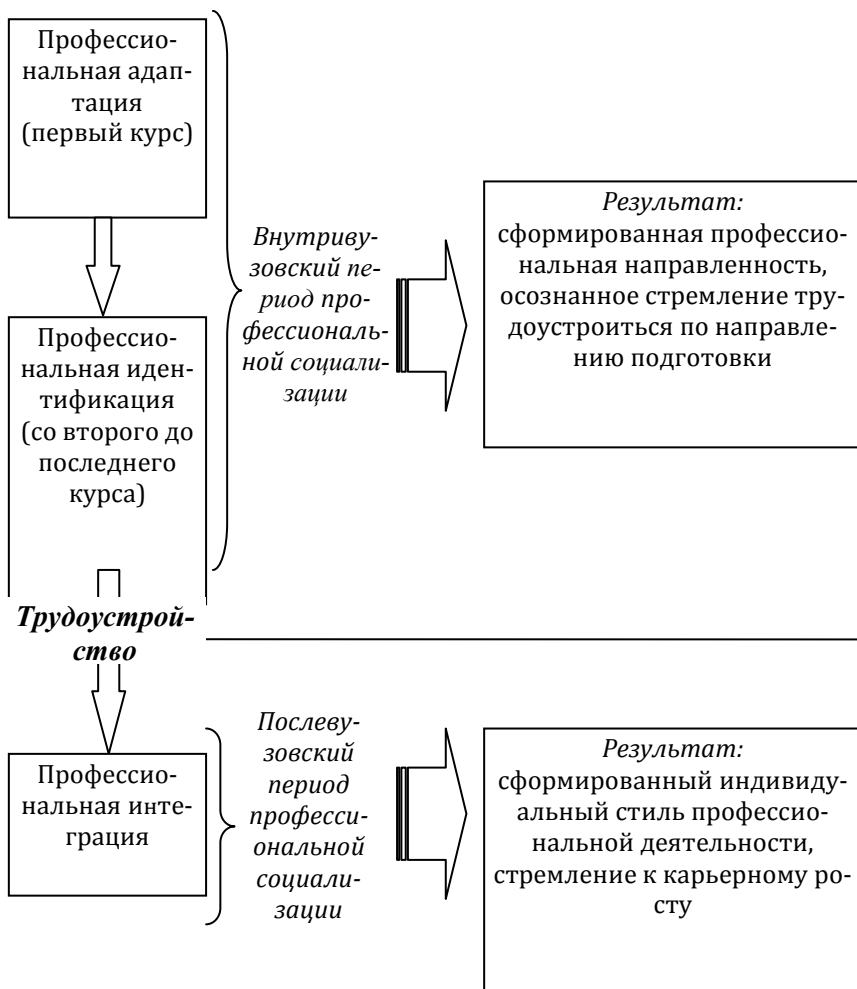 Профессио-
нальная адап-
тация
(первый курс)
Профессио-
нальная иден-
тификация
(со второго до
последнего
курса)
Внутриву-
зовский пе-
риод про-
фессиональ-
ной социали-
зации
Результат:
сформированная профессио-
нальная направленность,
осознанное стремление тру-
доустроиться по направле-
нию подготовки
Трудоустрой-
ство
Профессио-
нальная инте-
грация
Послеву-
зовский
период
професси-
ональной
социали-
зации
Результат:
сформированный индивиду-
альный стиль профессио-
нальной деятельности,
стремление к карьерному ро-
сту